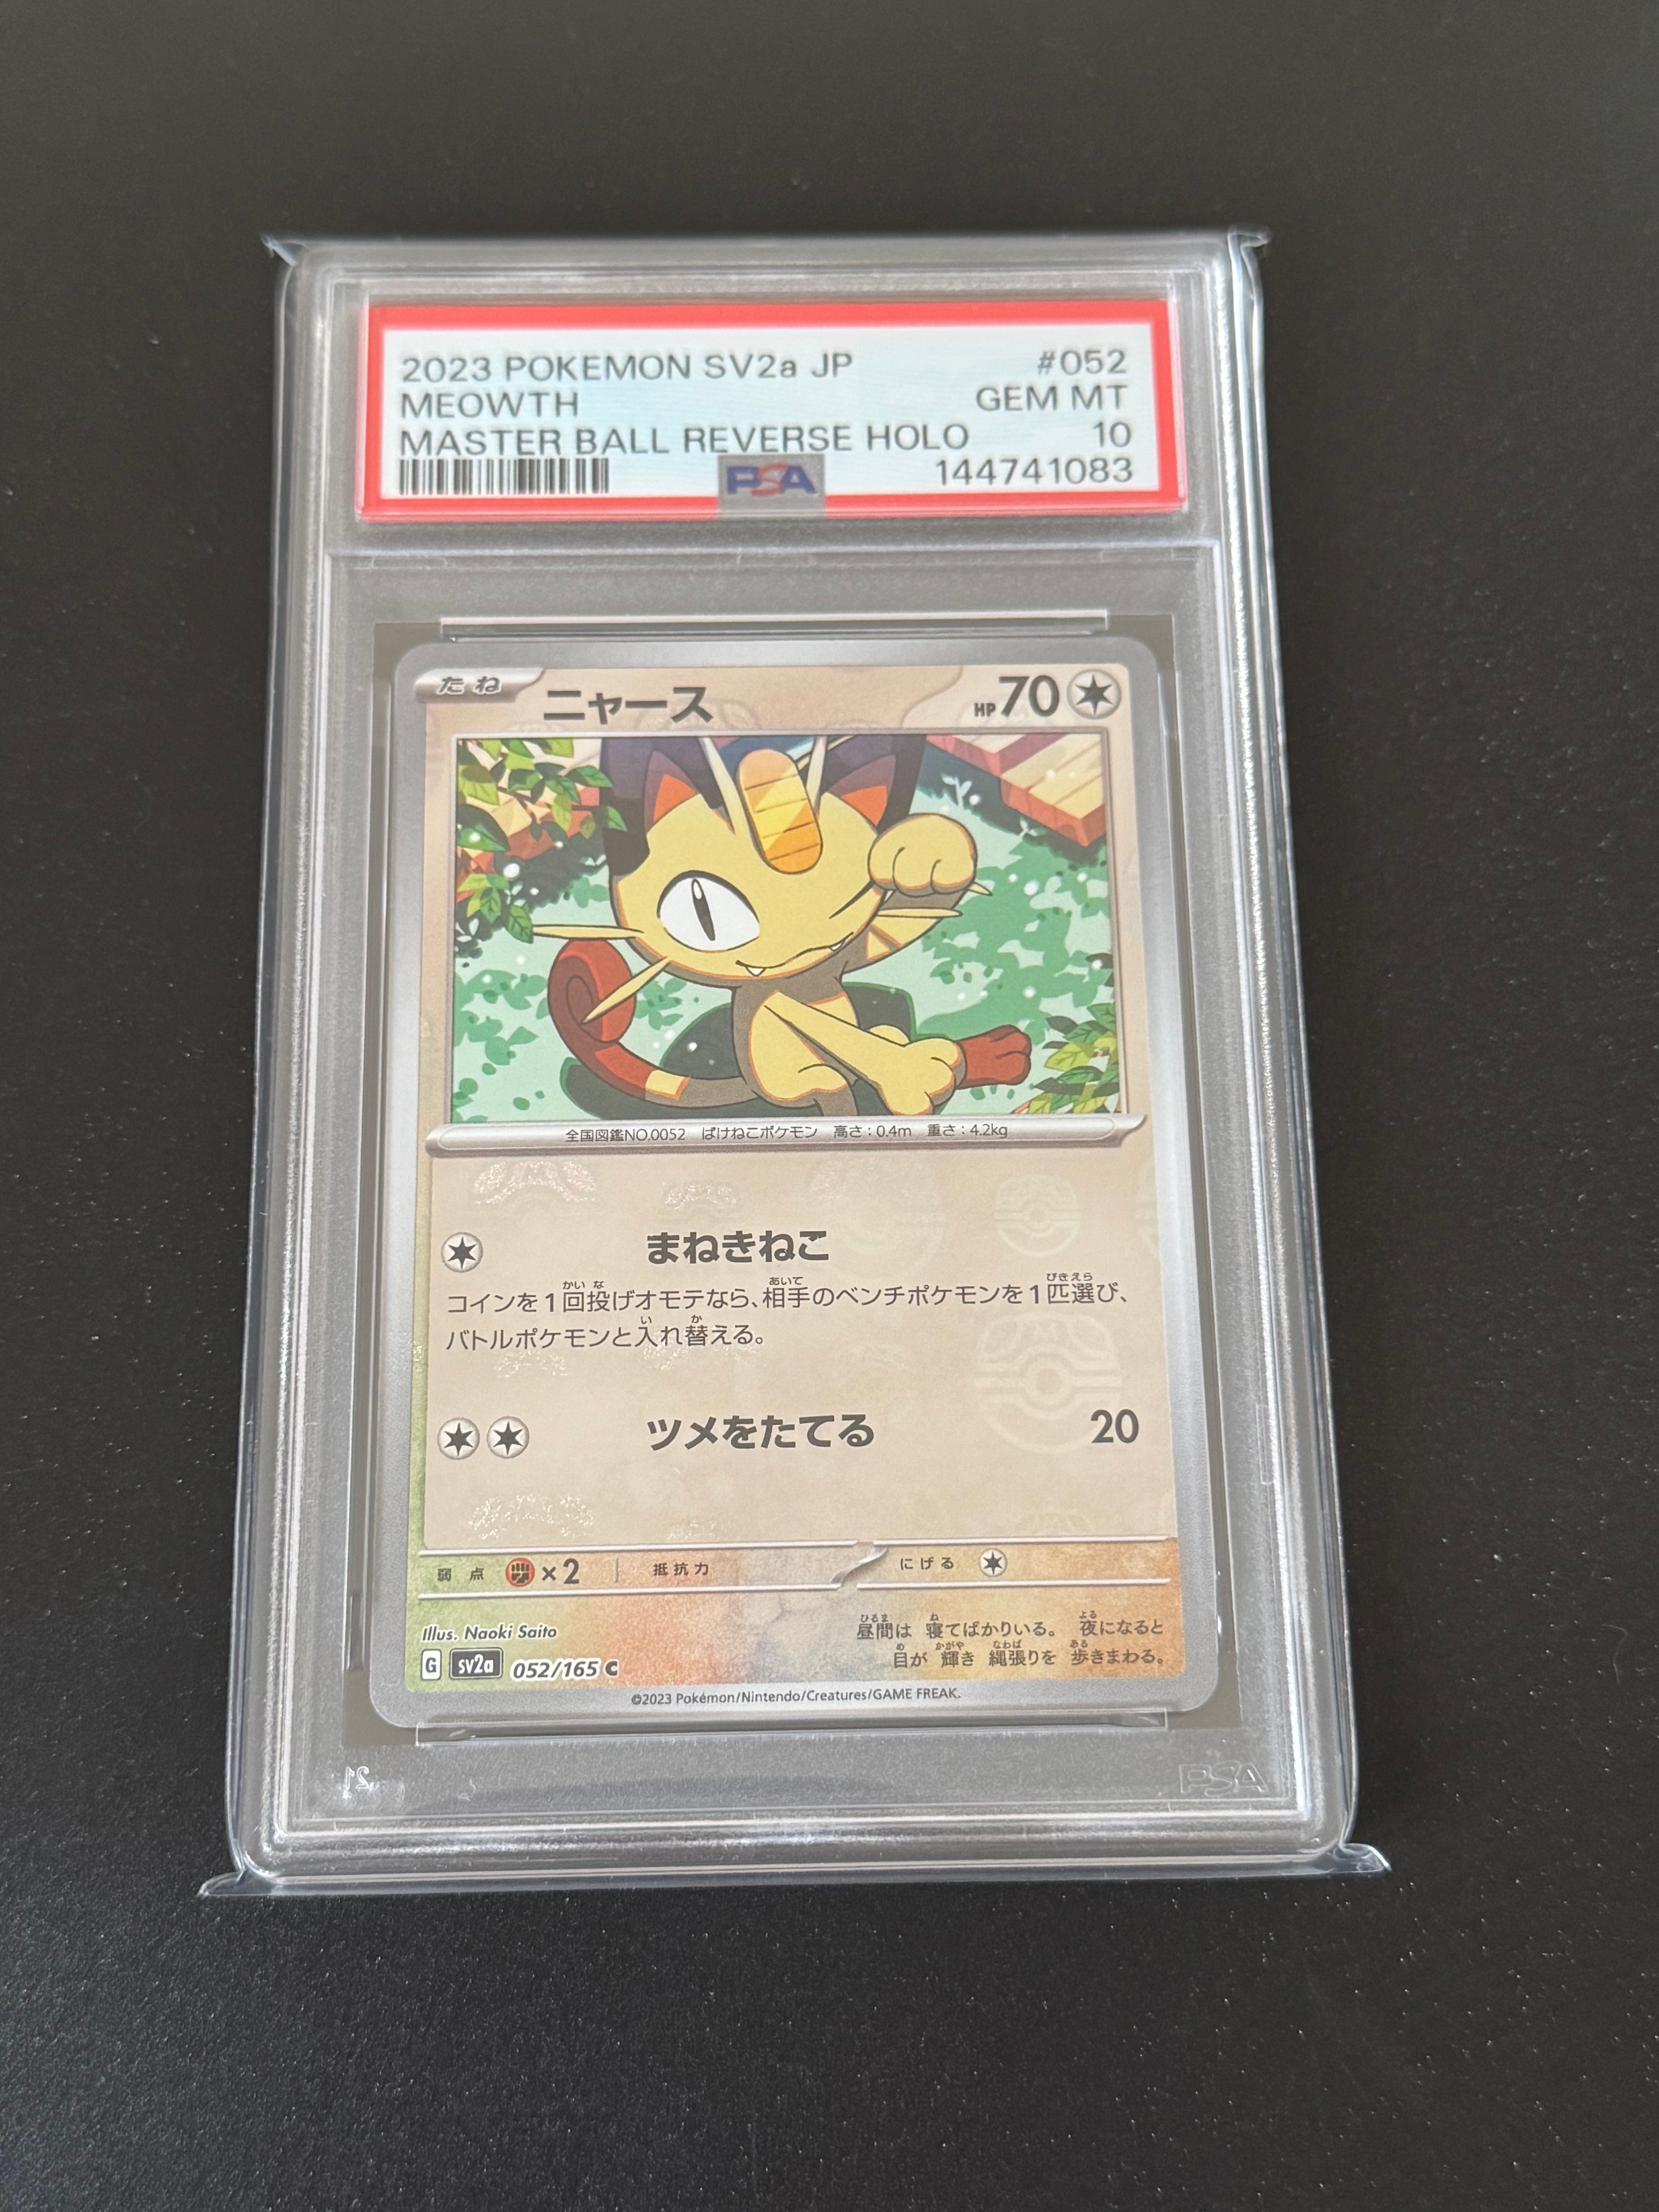 2023 POKEMON SV2a JP #052
MEOWTH GEM MT
MASTER BALL REVERSE HOLO 10
PSA 144741083
たね ニャース HP70
全国図鑑NO.0052 ばけねこポケモン 高さ:0.4m 重さ:4.2kg
まねきねこ
コインを1回投げオモテなら、相手のベンチポケモンを1匹選び、
バトルポケモンと入れ替える。
ツメをたてる 20
弱点 ×2 抵抗力 にげる
Illus. Naoki Saito
昼間は 寝てばかりいる。 夜になると
目が 輝き 縄張りを 歩きまわる。
G sv2a 052/165 C
©2023 Pokémon/Nintendo/Creatures/GAME FREAK.
PSA